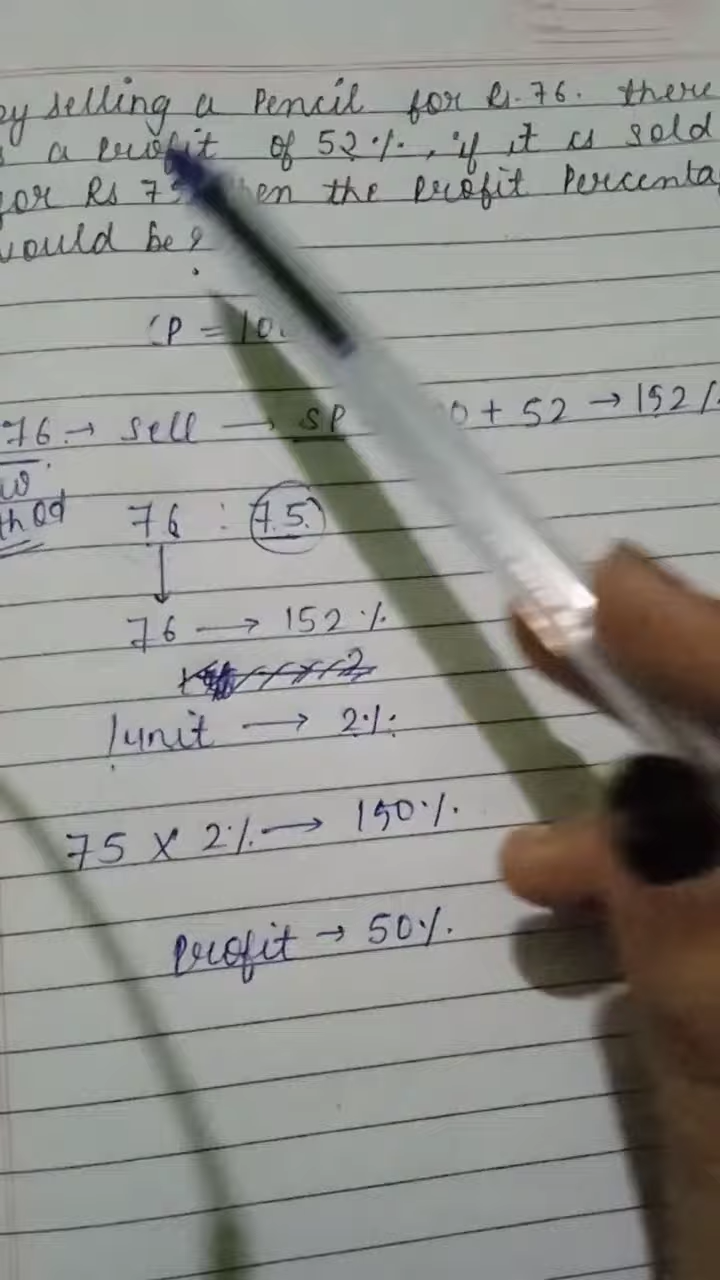 by selling a Pencil for Rs. 76. there
a profit of 52%, if it is sold
for Rs 75 then the profit Percenta
would be ?
CP = 10
76 → sell → SP 0 + 52 → 152%
thod
76 : 75
76 → 152%
1unit → 2%
75 × 2% → 150%
Profit → 50%